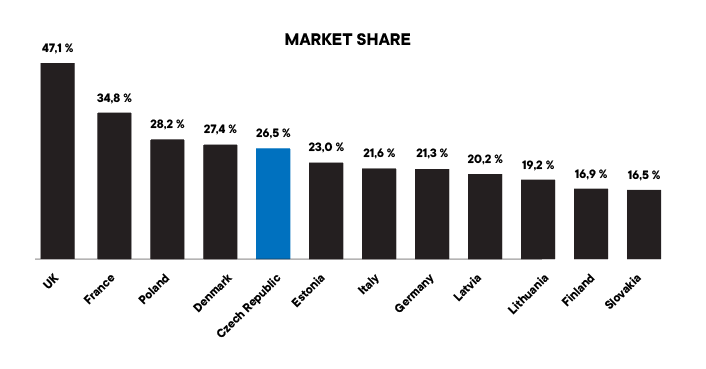 MARKET SHARE
47,1 %
34,8 %
28,2 %
27,4 %
26,5 %
23,0 %
21,6 %
21,3 %
20,2 %
19,2 %
16,9 %
16,5 %
UK
France
Poland
Denmark
Czech Republic
Estonia
Italy
Germany
Latvia
Lithuania
Finland
Slovakia